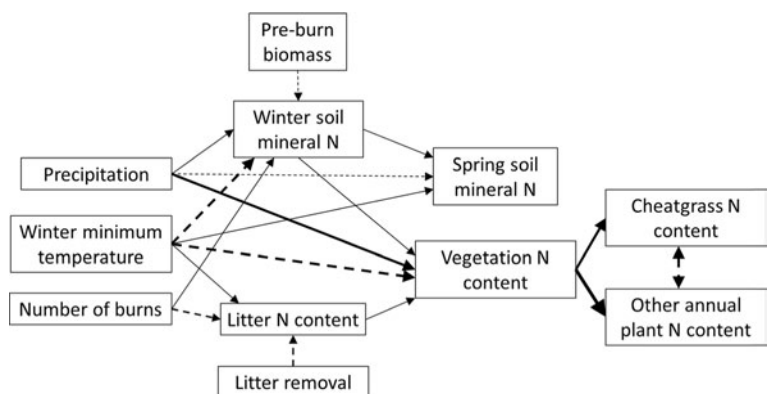 Pre-burn
biomass
Winter soil
mineral N
Precipitation
Spring soil
mineral N
Winter minimum
temperature
Cheatgrass N
content
Vegetation N
content
Number of burns
Litter N content
Other annual
plant N content
Litter removal